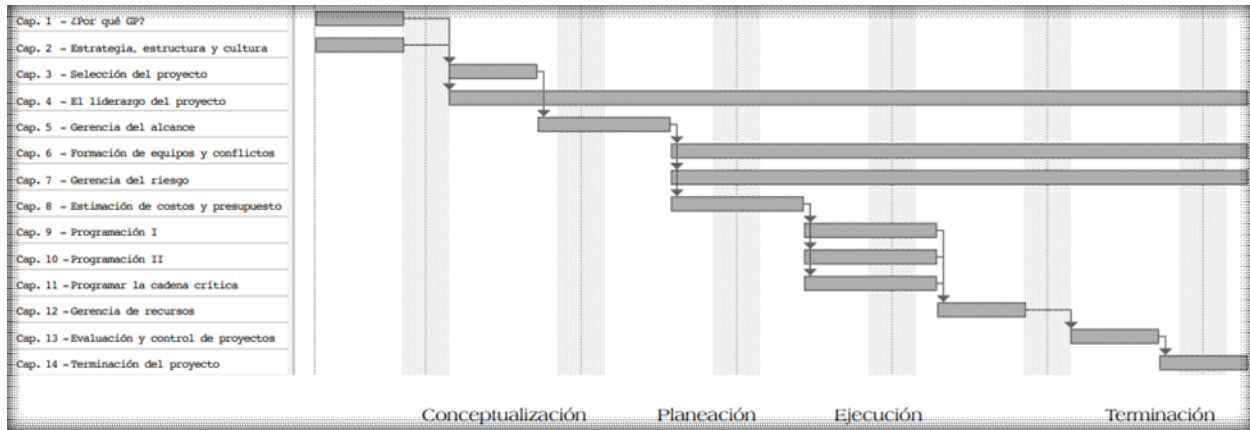 Cap. 1 - ¿Por qué GP?
Cap. 2 - Estrategia, estructura y cultura
Cap. 3 - Selección del proyecto
Cap. 4 - El liderazgo del proyecto
Cap. 5 - Gerencia del alcance
Cap. 6 - Formación de equipos y conflictos
Cap. 7 - Gerencia del riesgo
Cap. 8 - Estimación de costos y presupuesto
Cap. 9 - Programación I
Cap. 10 - Programación II
Cap. 11 - Programar la cadena crítica
Cap. 12 - Gerencia de recursos
Cap. 13 - Evaluación y control de proyectos
Cap. 14 - Terminación del proyecto
Conceptualización Planeación Ejecución Terminación